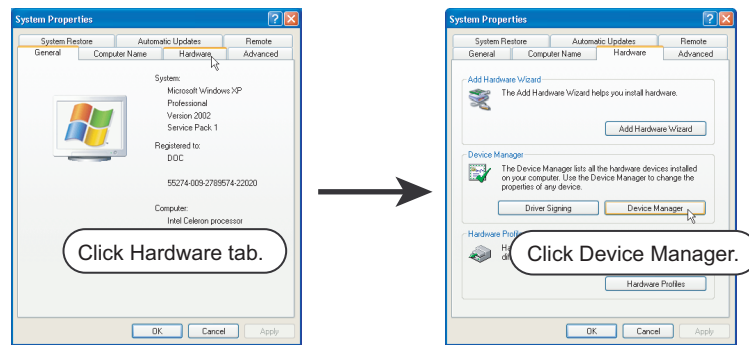 System Properties
System Restore Automatic Updates Remote
General Computer Name Hardware Advanced
System:
Microsoft Windows XP
Professional
Version 2002
Service Pack 1
Registered to:
DOC
55274-009-2789574-22020
Computer:
Intel Celeron processor
Click Hardware tab.
OK Cancel Apply
System Properties
System Restore Automatic Updates Remote
General Computer Name Hardware Advanced
Add Hardware Wizard
The Add Hardware Wizard helps you install hardware.
Add Hardware Wizard
Device Manager
The Device Manager lists all the hardware devices installed
on your computer. Use the Device Manager to change the
properties of any device.
Driver Signing Device Manager
Hardware
Click Device Manager.
Hardware Profiles
OK Cancel Apply